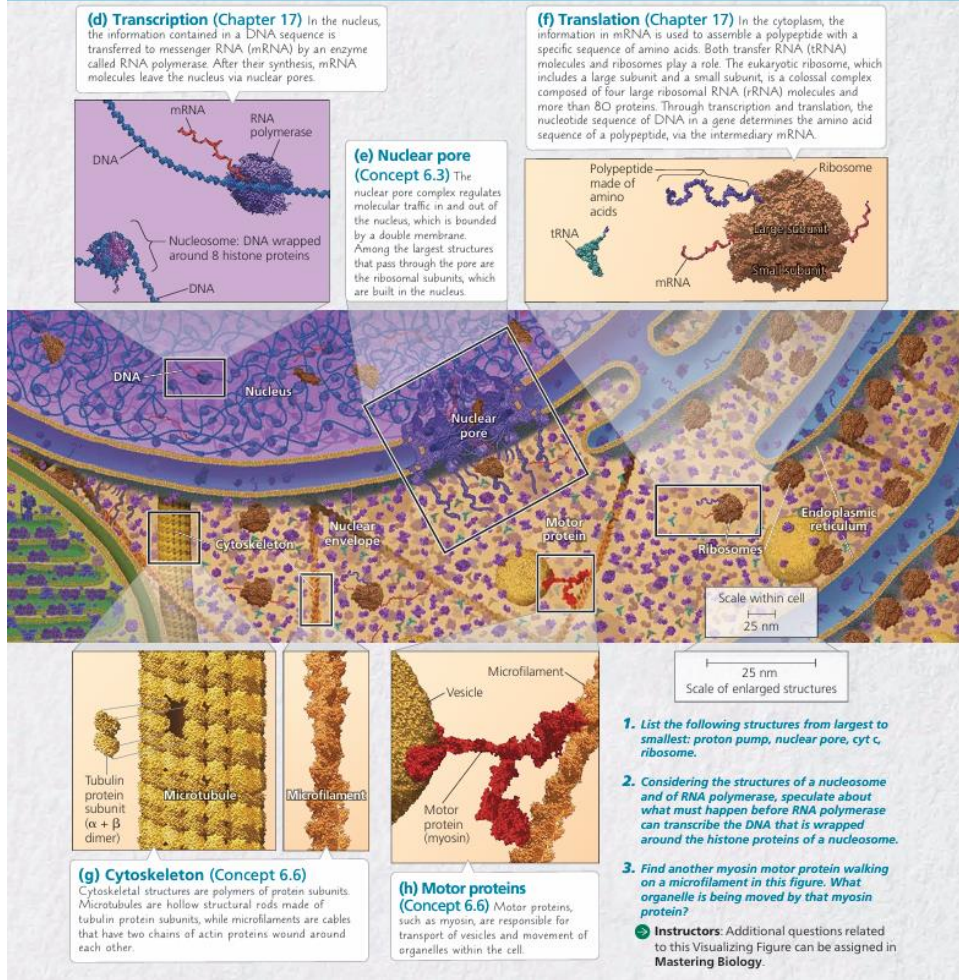 (d) Transcription (Chapter 17) In the nucleus,
the information contained in a DNA sequence is
transferred to messenger RNA (mRNA) by an enzyme
called RNA polymerase. After their synthesis, mRNA
molecules leave the nucleus via nuclear pores.
mRNA
RNA
polymerase
DNA
Nucleosome: DNA wrapped
around 8 histone proteins
DNA
(e) Nuclear pore
(Concept 6.3) The
nuclear pore complex regulates
molecular traffic in and out of
the nucleus, which is bounded
by a double membrane.
Among the largest structures
that pass through the pore are
the ribosomal subunits, which
are built in the nucleus.
(f) Translation (Chapter 17) In the cytoplasm, the
information in mRNA is used to assemble a polypeptide with a
specific sequence of amino acids. Both transfer RNA (tRNA)
molecules and ribosomes play a role. The eukaryotic ribosome, which
includes a large subunit and a small subunit, is a colossal complex
composed of four large ribosomal RNA (rRNA) molecules and
more than 80 proteins. Through transcription and translation, the
nucleotide sequence of DNA in a gene determines the amino acid
sequence of a polypeptide, via the intermediary mRNA.
Polypeptide
made of
amino
acids
Ribosome
tRNA
Large subunit
mRNA
Small subunit
DNA
Nucleus
Nuclear
pore
Cytoskeleton
Nuclear
envelope
Motor
protein
Ribosomes
Endoplasmic
reticulum
Scale within cell
25 nm
25 nm
Scale of enlarged structures
Tubulin
protein
subunit
(α + β
dimer)
Microtubule
Microfilament
Vesicle
Microfilament
Motor
protein
(myosin)
(g) Cytoskeleton (Concept 6.6)
Cytoskeletal structures are polymers of protein subunits.
Microtubules are hollow structural rods made of
tubulin protein subunits, while microfilaments are cables
that have two chains of actin proteins wound around
each other.
(h) Motor proteins
(Concept 6.6) Motor proteins,
such as myosin, are responsible for
transport of vesicles and movement of
organelles within the cell.
1. List the following structures from largest to
smallest: proton pump, nuclear pore, cyt c,
ribosome.
2. Considering the structures of a nucleosome
and of RNA polymerase, speculate about
what must happen before RNA polymerase
can transcribe the DNA that is wrapped
around the histone proteins of a nucleosome.
3. Find another myosin motor protein walking
on a microfilament in this figure. What
organelle is being moved by that myosin
protein?
Instructors: Additional questions related
to this Visualizing Figure can be assigned in
Mastering Biology.